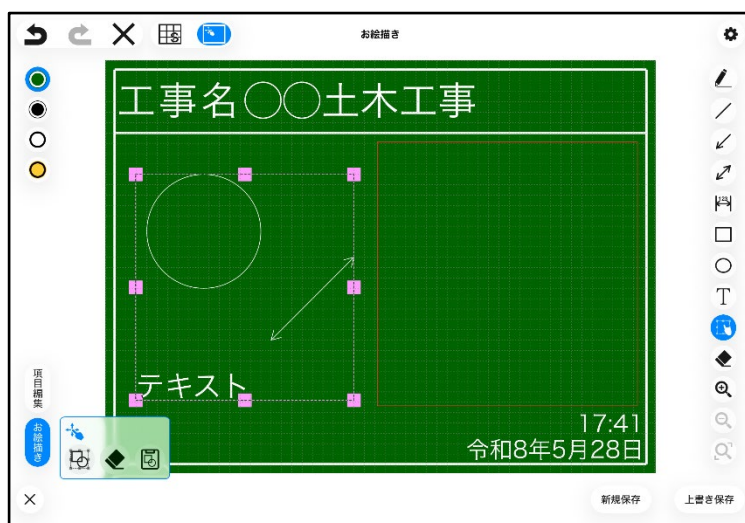 お絵描き
S
工事名○○土木工事
123
T
テキスト
項目編集
お絵描き
17:41
令和8年5月28日
新規保存
上書き保存